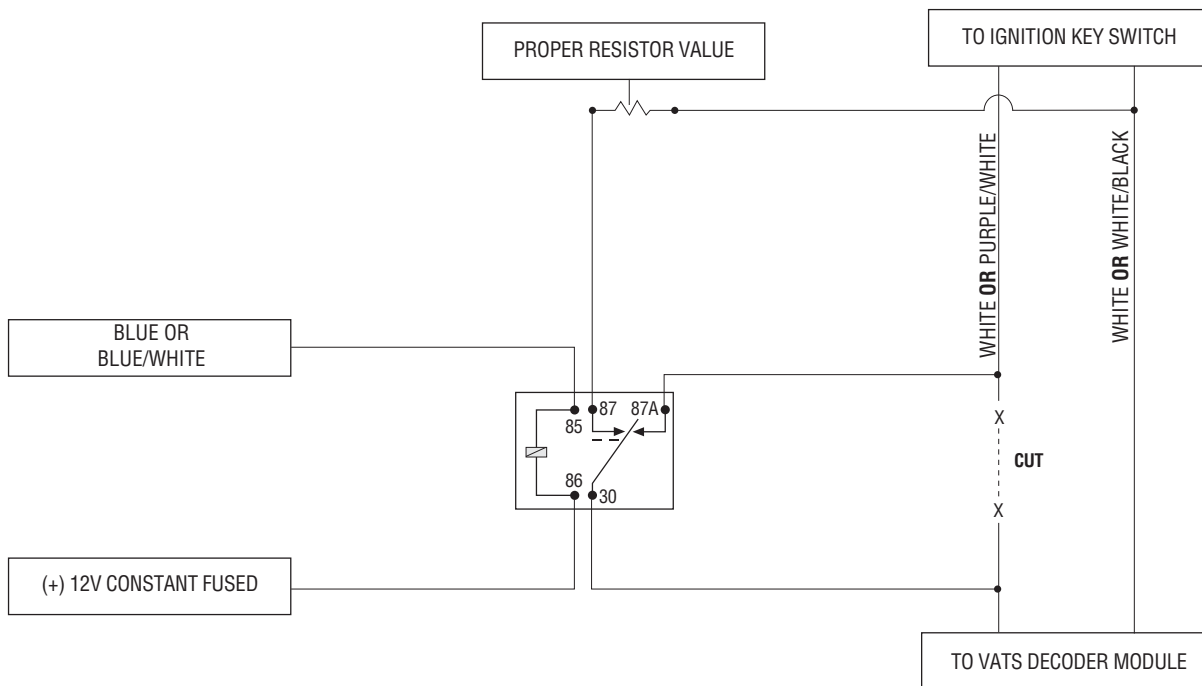 PROPER RESISTOR VALUE
TO IGNITION KEY SWITCH
WHITE OR PURPLE/WHITE
WHITE OR WHITE/BLACK
BLUE OR
BLUE/WHITE
87
87A
85
86
30
X
CUT
X
(+) 12V CONSTANT FUSED
TO VATS DECODER MODULE